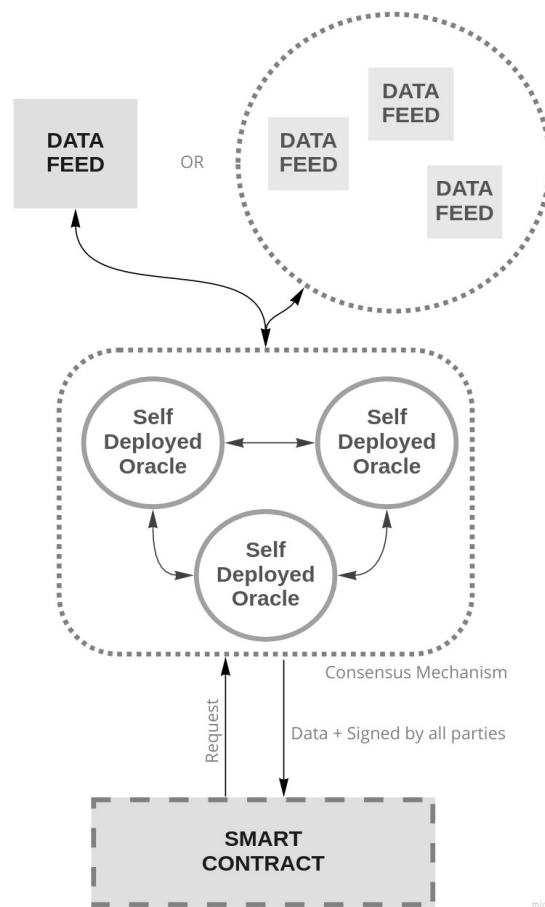 DATA
FEED
OR
DATA
FEED
DATA
FEED
DATA
FEED
Self
Deployed
Oracle
Self
Deployed
Oracle
Self
Deployed
Oracle
Consensus Mechanism
Request
Data + Signed by all parties
SMART
CONTRACT